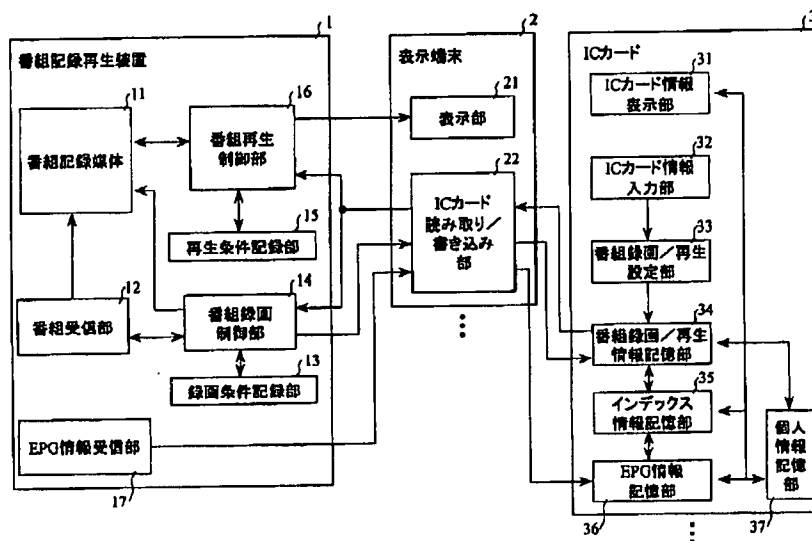 1
番組記録再生装置
11
番組記録媒体
16
番組再生
制御部
15
再生条件記録部
12
番組受信部
14
番組録画
制御部
13
録画条件記録部
EPG情報受信部
17
2
表示端末
21
表示部
22
ICカード
読み取り／
書き込み
部
3
ICカード
31
ICカード情報
表示部
32
ICカード情報
入力部
33
番組録画／再生
設定部
34
番組録画／再生
情報記憶部
35
インデックス
情報記憶部
EPG情報
記憶部
36
個人
情報
記憶
部
37